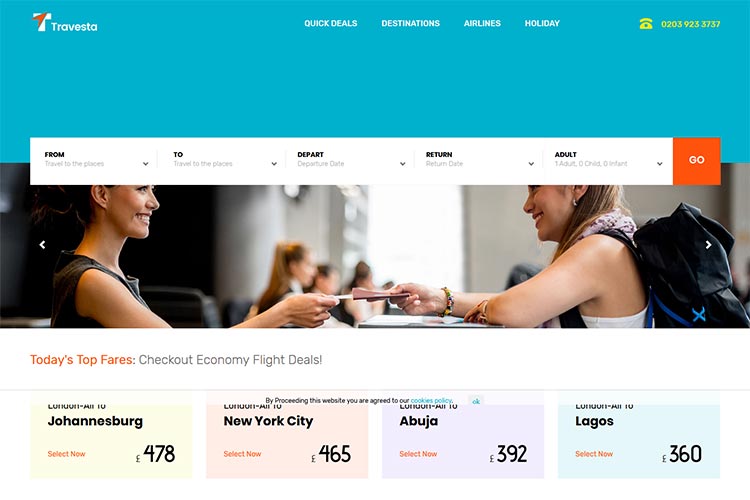 Travesta
QUICK DEALS DESTINATIONS AIRLINES HOLIDAY
0203 923 3737
FROM
Travel to the places
TO
Travel to the places
DEPART
Departure Date
RETURN
Return Date
ADULT
1 Adult, 0 Child, 0 Infant
GO
Today's Top Fares: Checkout Economy Flight Deals!
By Proceeding this website you are agreed to our cookies policy. ok
London-All To
Johannesburg
Select Now £ 478
London-All To
New York City
Select Now £ 465
London-All To
Abuja
Select Now £ 392
London-All To
Lagos
Select Now £ 360